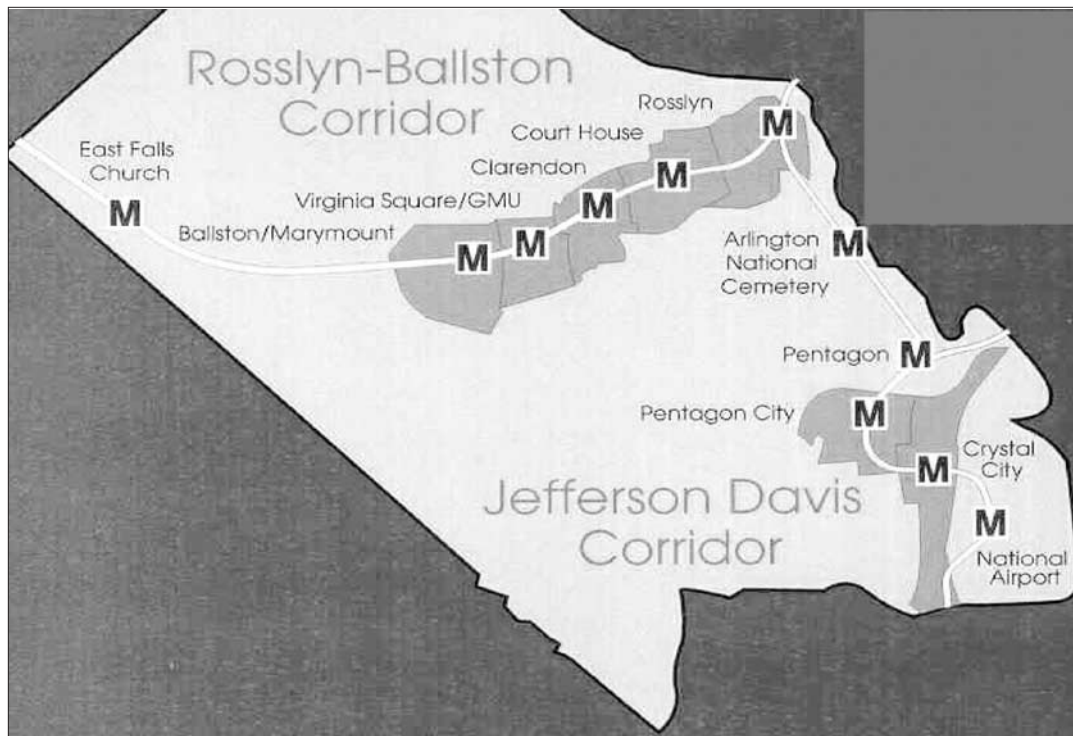 Rosslyn-Ballston
Corridor
Rosslyn
M
Court House
M
Clarendon
M
Virginia Square/GMU
M
Ballston/Marymount
M
East Falls
Church
M
Arlington
National
Cemetery
M
Pentagon
M
Pentagon City
M
Crystal
City
M
National
Airport
M
Jefferson Davis
Corridor